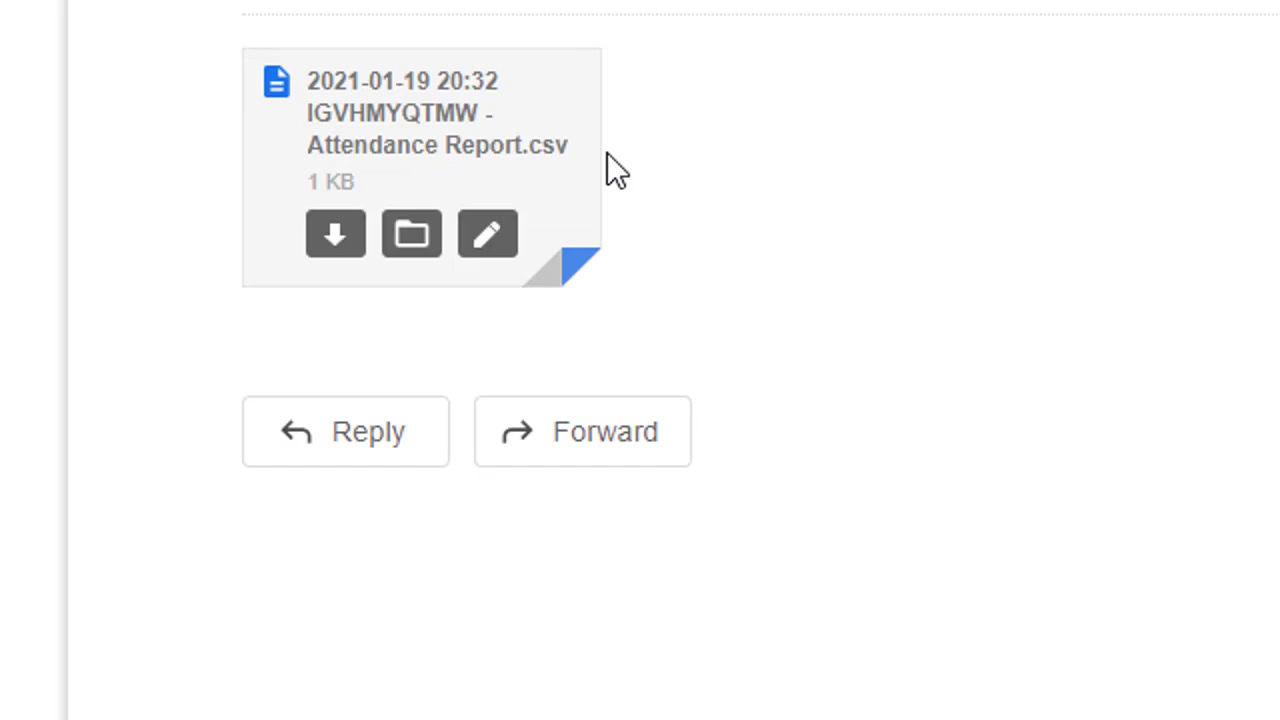 2021-01-19 20:32
IGVHMYQTMW -
Attendance Report.csv
1 KB
Reply
Forward